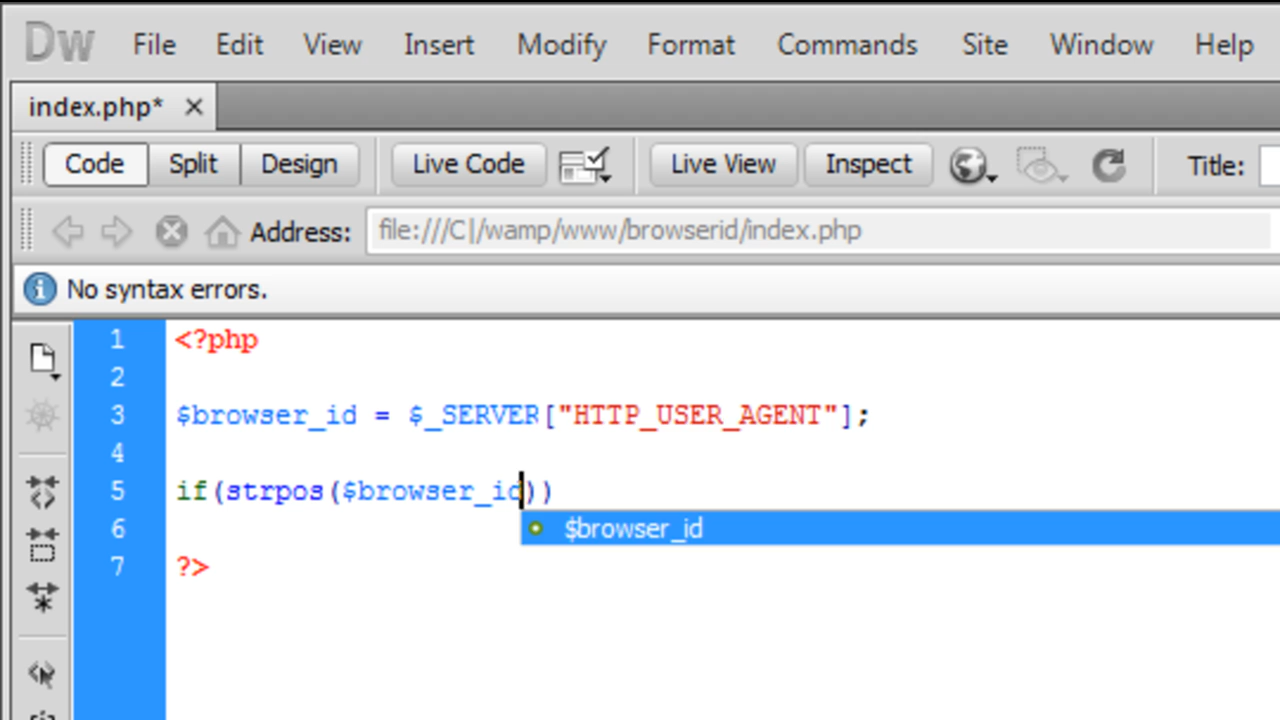 Dw File Edit View Insert Modify Format Commands Site Window Help
index.php*
Code Split Design Live Code Live View Inspect Title:
Address: file:///C|/wamp/www/browserid/index.php
No syntax errors.
1 <?php
2
3 $browser_id = $_SERVER["HTTP_USER_AGENT"];
4
5 if(strpos($browser_id))
6 $browser_id
7 ?>